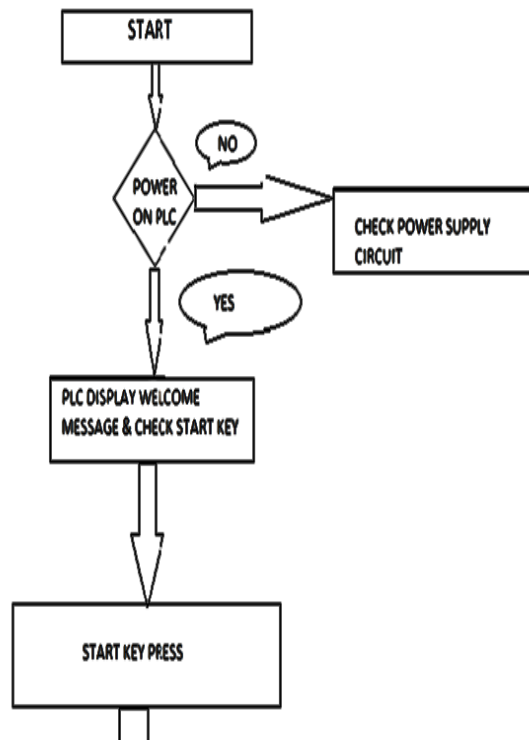 START
NO
POWER
ON PLC
CHECK POWER SUPPLY
CIRCUIT
YES
PLC DISPLAY WELCOME
MESSAGE & CHECK START KEY
START KEY PRESS